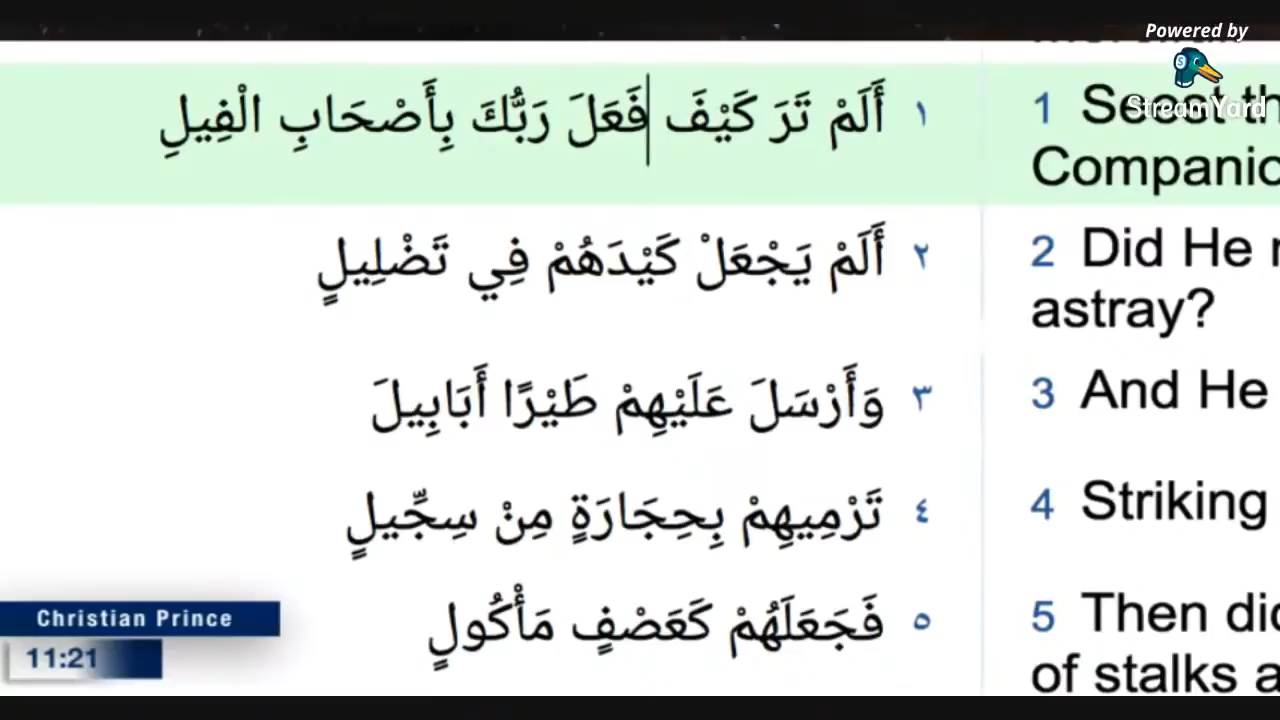 Powered by
StreamYard
أَلَمْ تَرَ كَيْفَ فَعَلَ رَبُّكَ بِأَصْحَابِ الْفِيلِ ١
1 Seest
Companio
أَلَمْ يَجْعَلْ كَيْدَهُمْ فِي تَضْلِيلٍ ٢
2 Did He
astray?
وَأَرْسَلَ عَلَيْهِمْ طَيْرًا أَبَابِيلَ ٣
3 And He
تَرْمِيهِمْ بِحِجَارَةٍ مِنْ سِجِّيلٍ ٤
4 Striking
فَجَعَلَهُمْ كَعَصْفٍ مَأْكُولٍ ٥
5 Then did
of stalks a
Christian Prince
11:21